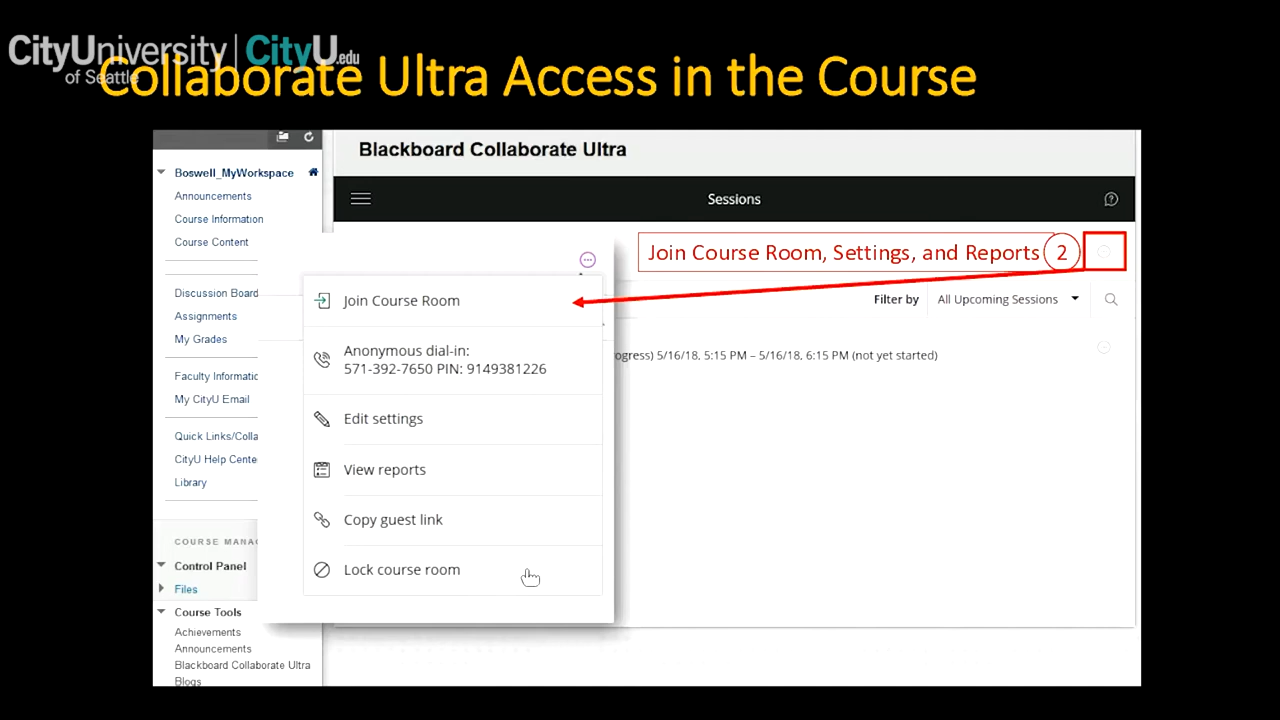 CityUniversity | CityU.edu
of Seattle
Collaborate Ultra Access in the Course
Boswell_MyWorkspace
Announcements
Course Information
Course Content
Discussion Board
Assignments
My Grades
Faculty Informatic
My CityU Email
Quick Links/Colla
CityU Help Cente
Library
COURSE MANA
Control Panel
Files
Course Tools
Achievements
Announcements
Blackboard Collaborate Ultra
Blogs
Blackboard Collaborate Ultra
Sessions
Join Course Room, Settings, and Reports 2
Filter by All Upcoming Sessions
ogress) 5/16/18, 5:15 PM – 5/16/18, 6:15 PM (not yet started)
Join Course Room
Anonymous dial-in:
571-392-7650 PIN: 9149381226
Edit settings
View reports
Copy guest link
Lock course room